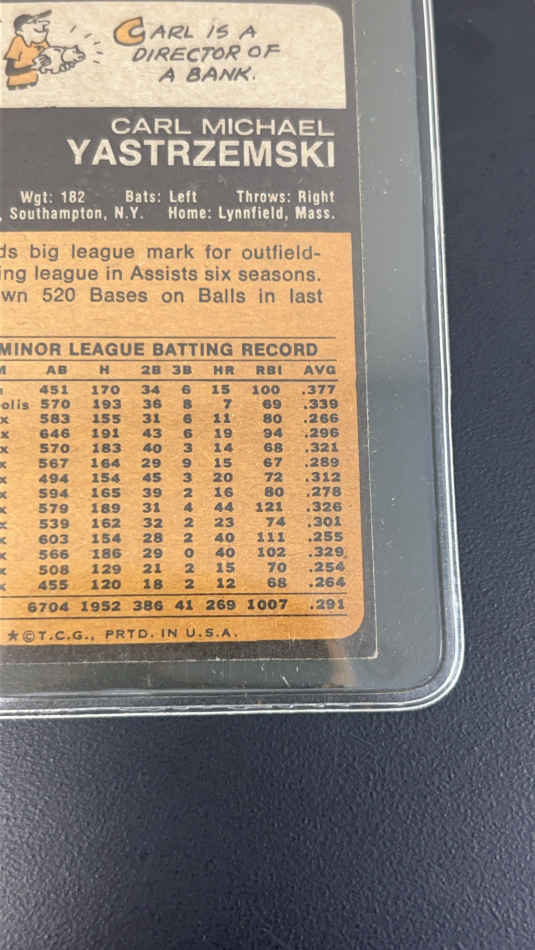 CARL IS A
DIRECTOR OF
A BANK.
CARL MICHAEL
YASTRZEMSKI
Wgt: 182 Bats: Left Throws: Right
, Southampton, N.Y. Home: Lynnfield, Mass.
ds big league mark for outfield-
ing league in Assists six seasons.
wn 520 Bases on Balls in last
MINOR LEAGUE BATTING RECORD
AB H 2B 3B HR RBI AVG
451 170 34 6 15 100 .377
olis 570 193 36 8 7 69 .339
x 583 155 31 6 11 80 .266
x 646 191 43 6 19 94 .296
x 570 183 40 3 14 68 .321
x 567 164 29 9 15 67 .289
x 494 154 45 3 20 72 .312
x 594 165 39 2 16 80 .278
x 579 189 31 4 44 121 .326
x 539 162 32 2 23 74 .301
x 603 154 28 2 40 111 .255
x 566 186 29 0 40 102 .329
x 508 129 21 2 15 70 .254
x 455 120 18 2 12 68 .264
6704 1952 386 41 269 1007 .291
★©T.C.G., PRTD. IN U.S.A.